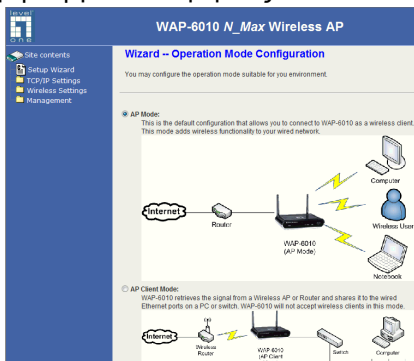 level
one
WAP-6010 N_Max Wireless AP
Site contents
Setup Wizard
TCP/IP Settings
Wireless Settings
Management
Wizard -- Operation Mode Configuration
You may configure the operation mode suitable for you environment.
AP Mode:
This is the default configuration that allows you to connect to WAP-6010 as a wireless client.
This mode adds wireless functionality to your wired network.
Computer
Internet
Router
WAP-6010
(AP Mode)
Wireless User
Notebook
AP Client Mode:
WAP-6010 retrieves the signal from a Wireless AP or Router and shares it to the wired
Ethernet ports on a PC or switch. WAP-6010 will not accept wireless clients in this mode.
Internet
Wireless
Router
WAP-6010
(AP Client
Switch
Computer